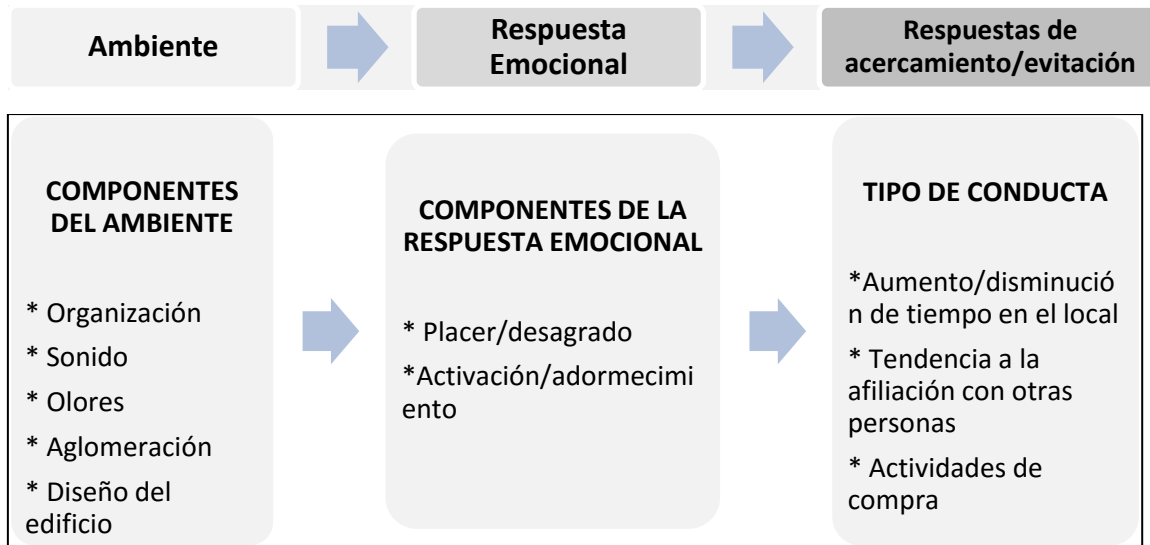 Ambiente
Respuesta
Emocional
Respuestas de
acercamiento/evitación
COMPONENTES
DEL AMBIENTE
* Organización
* Sonido
* Olores
* Aglomeración
* Diseño del
edificio
COMPONENTES DE LA
RESPUESTA EMOCIONAL
* Placer/desagrado
*Activación/adormecimi
ento
TIPO DE CONDUCTA
*Aumento/disminució
n de tiempo en el local
* Tendencia a la
afiliación con otras
personas
* Actividades de
compra